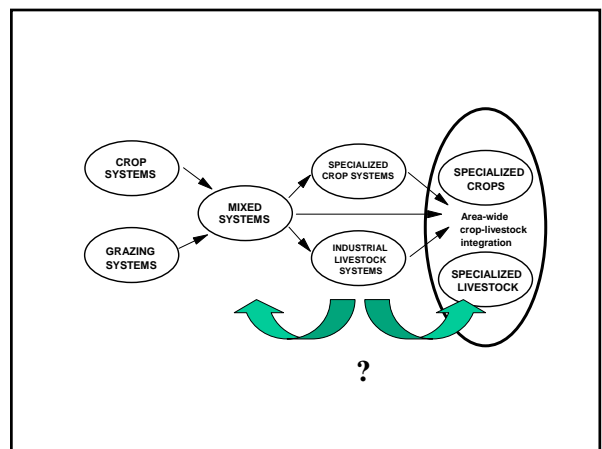 CROP
SYSTEMS
GRAZING
SYSTEMS
MIXED
SYSTEMS
SPECIALIZED
CROP SYSTEMS
INDUSTRIAL
LIVESTOCK
SYSTEMS
SPECIALIZED
CROPS
Area-wide
crop-livestock
integration
SPECIALIZED
LIVESTOCK
?